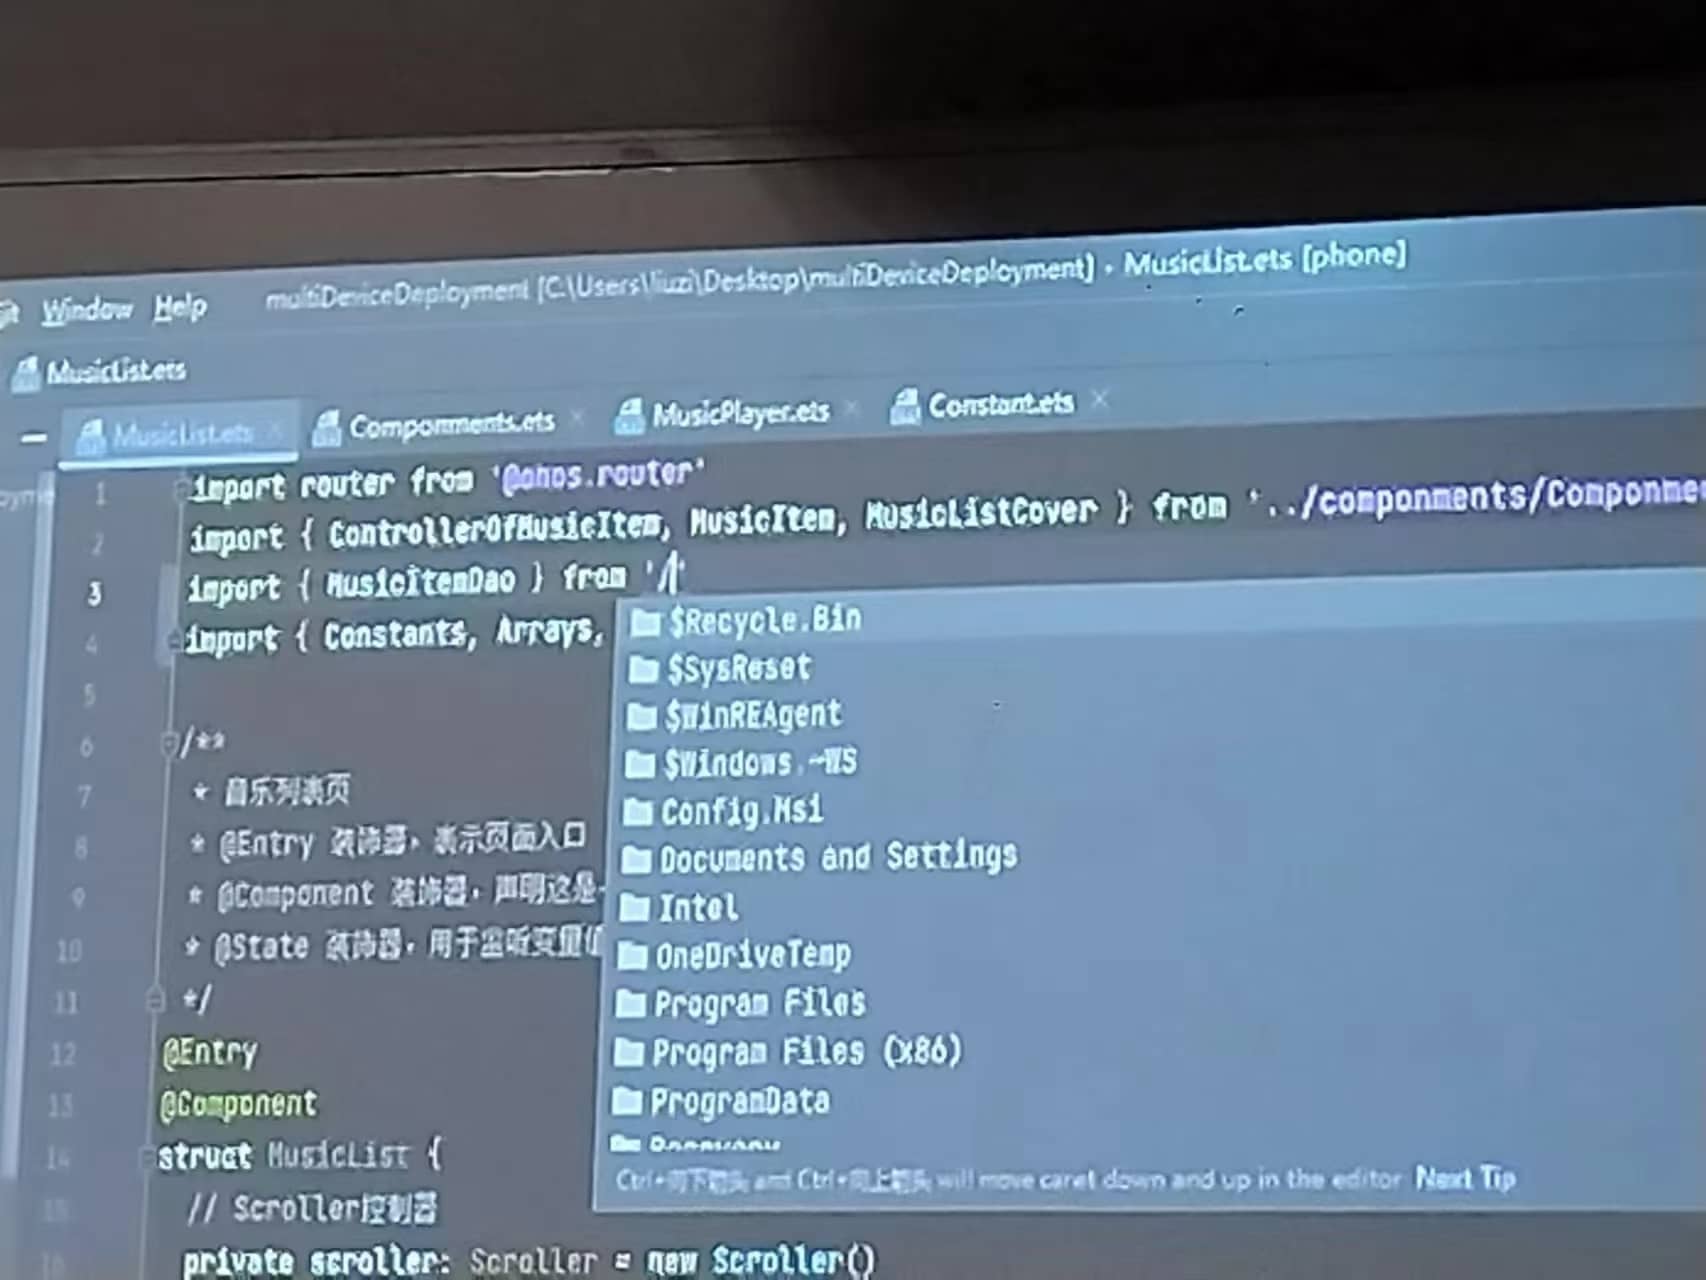 Window Help multiDeviceDeployment [C:\Users\liuzi\Desktop\multiDeviceDeployment] - MusicList.ets [phone]
MusicList.ets
MusicList.ets Componments.ets MusicPlayer.ets Constant.ets
1 import router from '@ohos.router'
2 import { ControllerOfMusicItem, MusicItem, MusicListCover } from '../componments/Componme
3 import { MusicItemDao } from '/'
4 import { Constants, Arrays,
5
6 /**
7 * 音乐列表页
8 * @Entry 装饰器，表示页面入口
9 * @Component 装饰器，声明这是
10 * @State 装饰器，用于监听变量值
11 */
12 @Entry
13 @Component
14 struct MusicList {
15 // Scroller控制器
16 private scroller: Scroller = new Scroller()
$Recycle.Bin
$SysReset
$WinREAgent
$Windows.~WS
Config.Msi
Documents and Settings
Intel
OneDriveTemp
Program Files
Program Files (x86)
ProgramData
Recovery
Ctrl+向下箭头 and Ctrl+向上箭头 will move caret down and up in the editor Next Tip